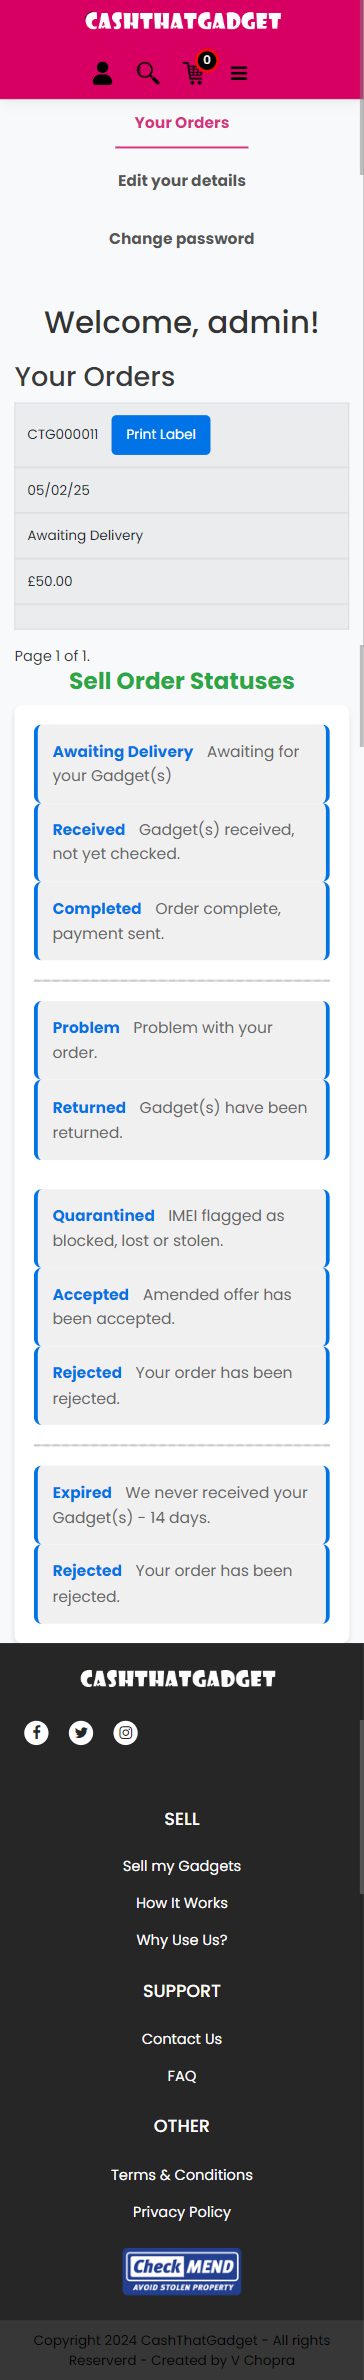 CASHTHATGADGET
0
Your Orders
Edit your details
Change password
Welcome, admin!
Your Orders
CTG000011 Print Label
05/02/25
Awaiting Delivery
£50.00
Page 1 of 1.
Sell Order Statuses
Awaiting Delivery Awaiting for
your Gadget(s)
Received Gadget(s) received,
not yet checked.
Completed Order complete,
payment sent.
Problem Problem with your
order.
Returned Gadget(s) have been
returned.
Quarantined IMEI flagged as
blocked, lost or stolen.
Accepted Amended offer has
been accepted.
Rejected Your order has been
rejected.
Expired We never received your
Gadget(s) - 14 days.
Rejected Your order has been
rejected.
CASHTHATGADGET
SELL
Sell my Gadgets
How It Works
Why Use Us?
SUPPORT
Contact Us
FAQ
OTHER
Terms & Conditions
Privacy Policy
Check MEND
AVOID STOLEN PROPERTY
Copyright 2024 CashThatGadget - All rights
Reserverd - Created by V Chopra